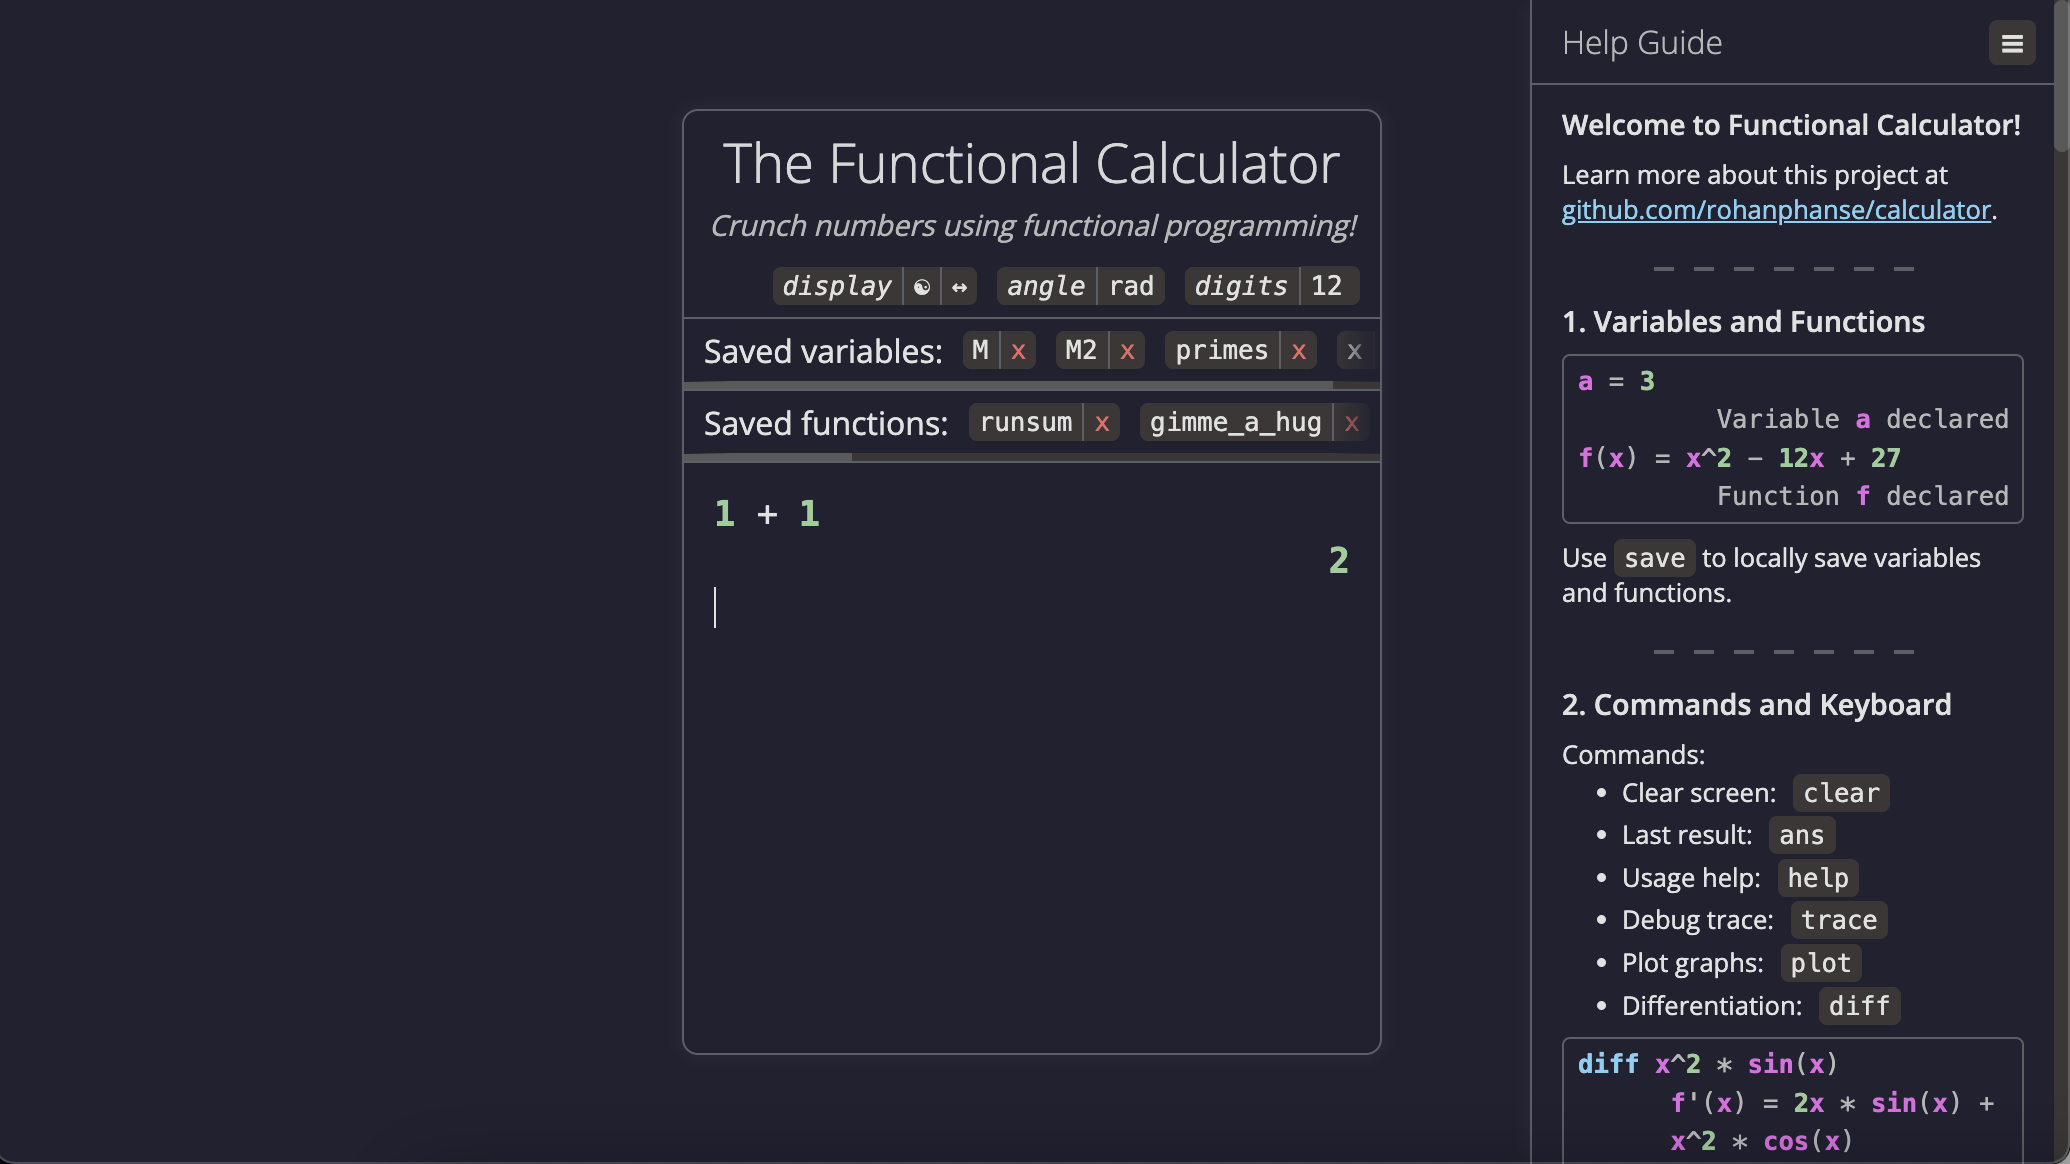 The Functional Calculator
Crunch numbers using functional programming!
display ☯ ↔ angle rad digits 12
Saved variables: M x M2 x primes x x
Saved functions: runsum x gimme_a_hug x
1 + 1
2
Help Guide
Welcome to Functional Calculator!
Learn more about this project at
github.com/rohanphanse/calculator.
1. Variables and Functions
a = 3
Variable a declared
f(x) = x^2 − 12x + 27
Function f declared
Use save to locally save variables
and functions.
2. Commands and Keyboard
Commands:
• Clear screen: clear
• Last result: ans
• Usage help: help
• Debug trace: trace
• Plot graphs: plot
• Differentiation: diff
diff x^2 * sin(x)
f'(x) = 2x * sin(x) +
x^2 * cos(x)